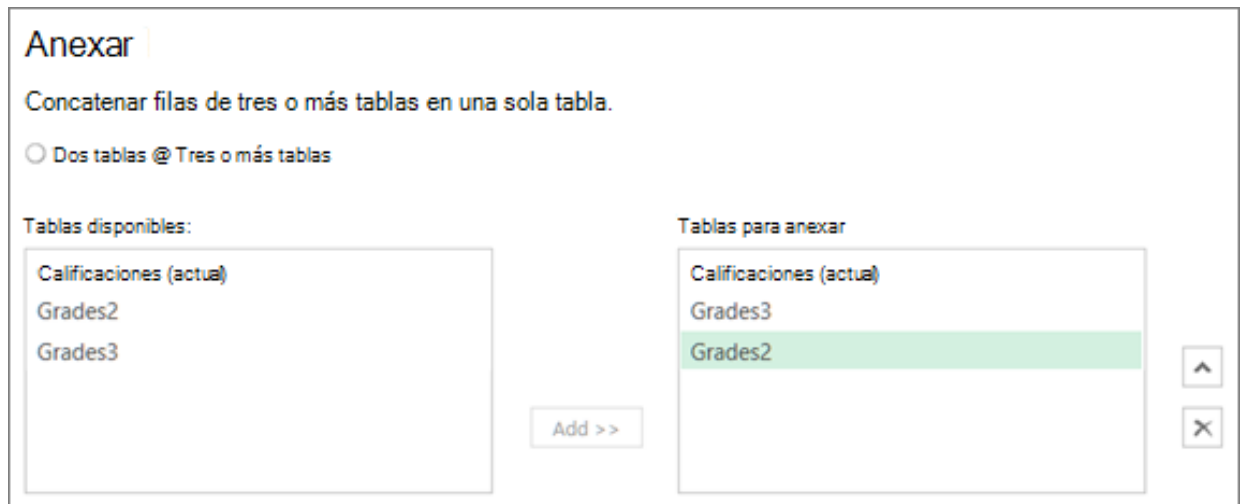 Anexar
Concatenar filas de tres o más tablas en una sola tabla.
Dos tablas @ Tres o más tablas
Tablas disponibles:
Calificaciones (actual)
Grades2
Grades3
Add >>
Tablas para anexar
Calificaciones (actual)
Grades3
Grades2